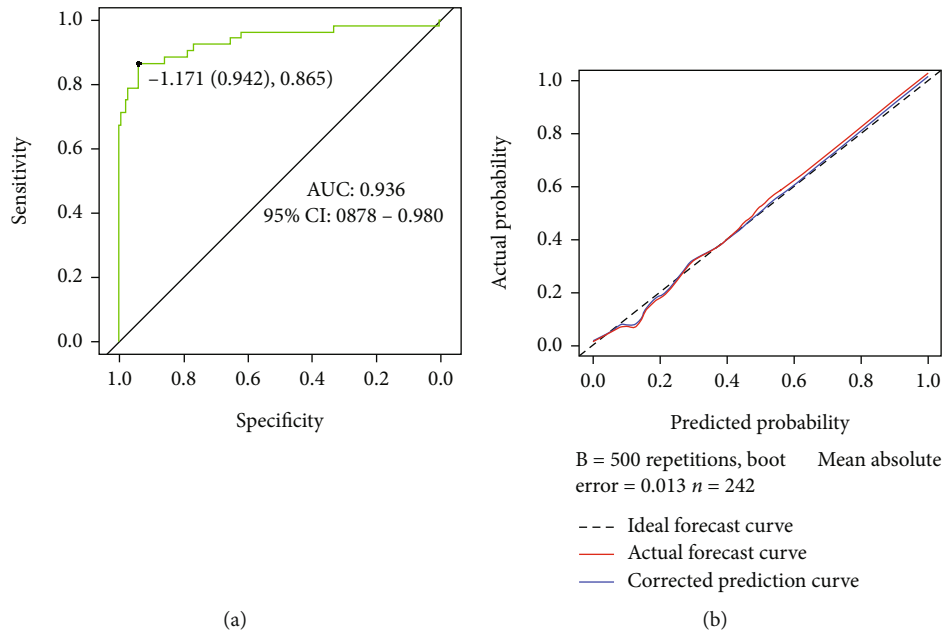 1.0
0.8
0.6
0.4
0.2
0.0
Sensitivity
−1.171 (0.942), 0.865)
AUC: 0.936
95% CI: 0878 – 0.980
1.0 0.8 0.6 0.4 0.2 0.0
Specificity
(a)
1.0
0.8
0.6
0.4
0.2
0.0
Actual probability
0.0 0.2 0.4 0.6 0.8 1.0
Predicted probability
B = 500 repetitions, boot Mean absolute
error = 0.013 n = 242
Ideal forecast curve
Actual forecast curve
Corrected prediction curve
(b)